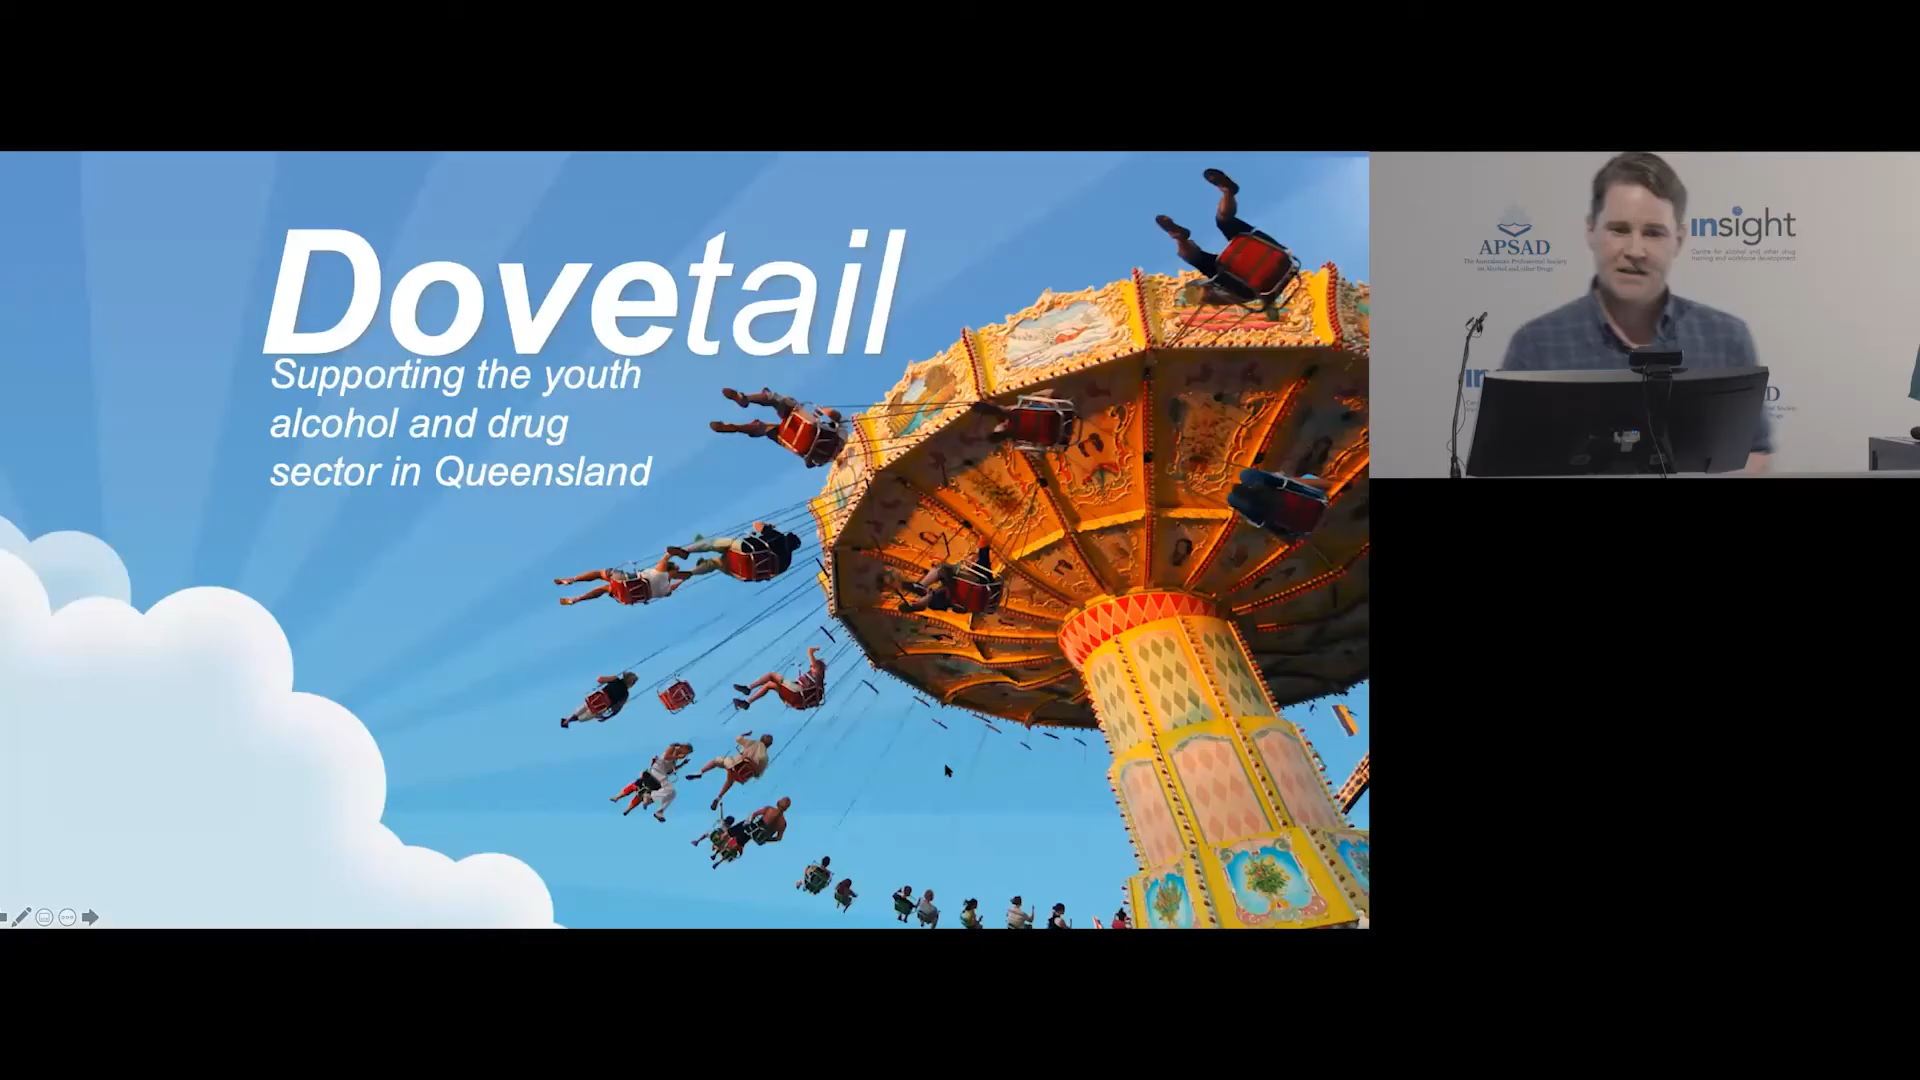 Dovetail
Supporting the youth
alcohol and drug
sector in Queensland
APSAD
The Australasian Professional Society
on Alcohol and other Drugs
insight
Centre for alcohol and other drug
training and workforce development
in
D